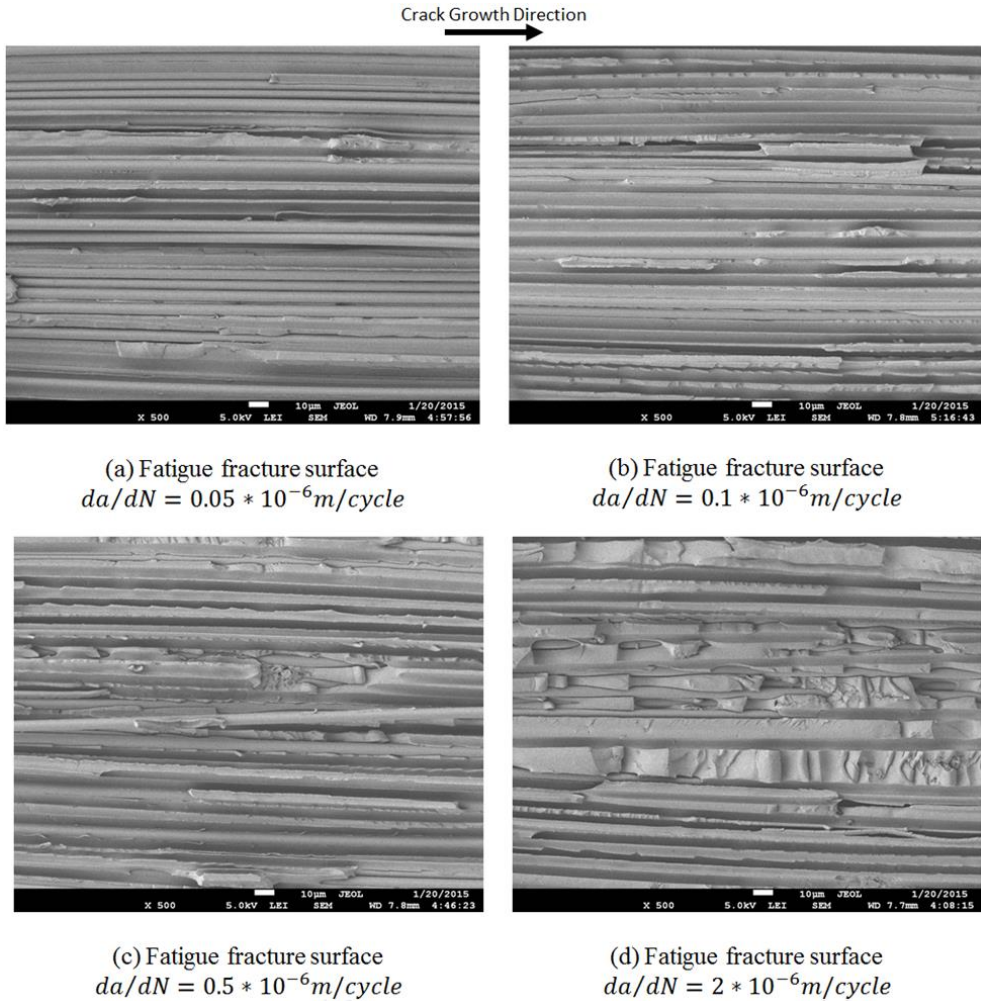 Crack Growth Direction
10µm JEOL 1/20/2015
X 500 5.0kV LEI SEM WD 7.9mm 4:57:56
10µm JEOL 1/20/2015
X 500 5.0kV LEI SEM WD 7.8mm 5:16:43
(a) Fatigue fracture surface
da/dN = 0.05 * 10⁻⁶m/cycle
(b) Fatigue fracture surface
da/dN = 0.1 * 10⁻⁶m/cycle
10µm JEOL 1/20/2015
X 500 5.0kV LEI SEM WD 7.8mm 4:46:23
10µm JEOL 1/20/2015
X 500 5.0kV LEI SEM WD 7.7mm 4:08:15
(c) Fatigue fracture surface
da/dN = 0.5 * 10⁻⁶m/cycle
(d) Fatigue fracture surface
da/dN = 2 * 10⁻⁶m/cycle